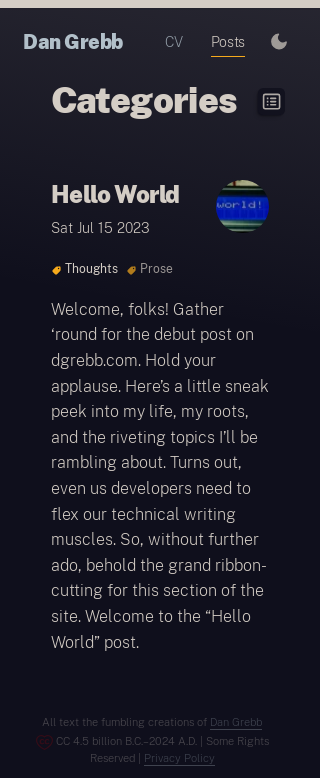 Dan Grebb CV Posts
Categories
Hello World
world!
Sat Jul 15 2023
Thoughts Prose
Welcome, folks! Gather
‘round for the debut post on
dgrebb.com. Hold your
applause. Here’s a little sneak
peek into my life, my roots,
and the riveting topics I’ll be
rambling about. Turns out,
even us developers need to
flex our technical writing
muscles. So, without further
ado, behold the grand ribbon-
cutting for this section of the
site. Welcome to the “Hello
World” post.
All text the fumbling creations of Dan Grebb
CC 4.5 billion B.C.–2024 A.D. | Some Rights
Reserved | Privacy Policy